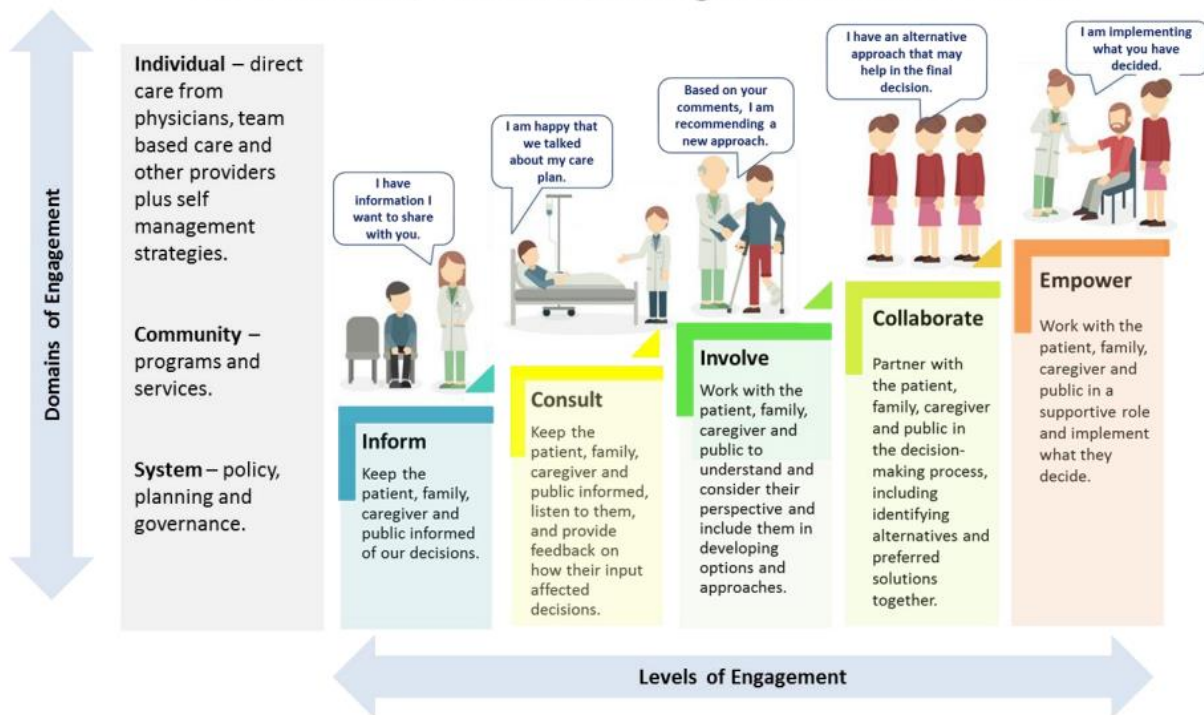 Domains of Engagement
Individual – direct
care from
physicians, team
based care and
other providers
plus self
management
strategies.
Community –
programs and
services.
System – policy,
planning and
governance.
I have
information I
want to share
with you.
Inform
Keep the
patient, family,
caregiver and
public informed
of our decisions.
I am happy that
we talked
about my care
plan.
Consult
Keep the
patient, family,
caregiver and
public informed,
listen to them,
and provide
feedback on
how their input
affected
decisions.
Based on your
comments, I am
recommending a
new approach.
Involve
Work with the
patient, family,
caregiver and
public to
understand and
consider their
perspective and
include them in
developing
options and
approaches.
I have an alternative
approach that may
help in the final
decision.
Collaborate
Partner with
the patient,
family, caregiver
and public in
the decision-
making process,
including
identifying
alternatives and
preferred
solutions
together.
I am implementing
what you have
decided.
Empower
Work with the
patient, family,
caregiver and
public in a
supportive role
and implement
what they
decide.
Levels of Engagement